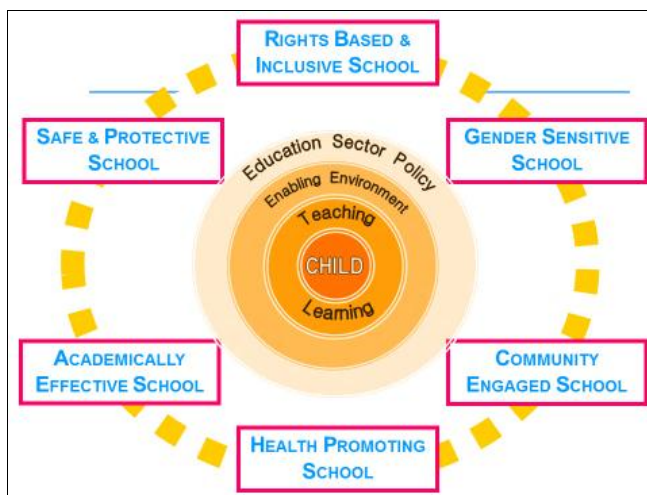 RIGHTS BASED &
INCLUSIVE SCHOOL
SAFE & PROTECTIVE
SCHOOL
GENDER SENSITIVE
SCHOOL
Education Sector Policy
Enabling Environment
Teaching
CHILD
Learning
ACADEMICALLY
EFFECTIVE SCHOOL
COMMUNITY
ENGAGED SCHOOL
HEALTH PROMOTING
SCHOOL